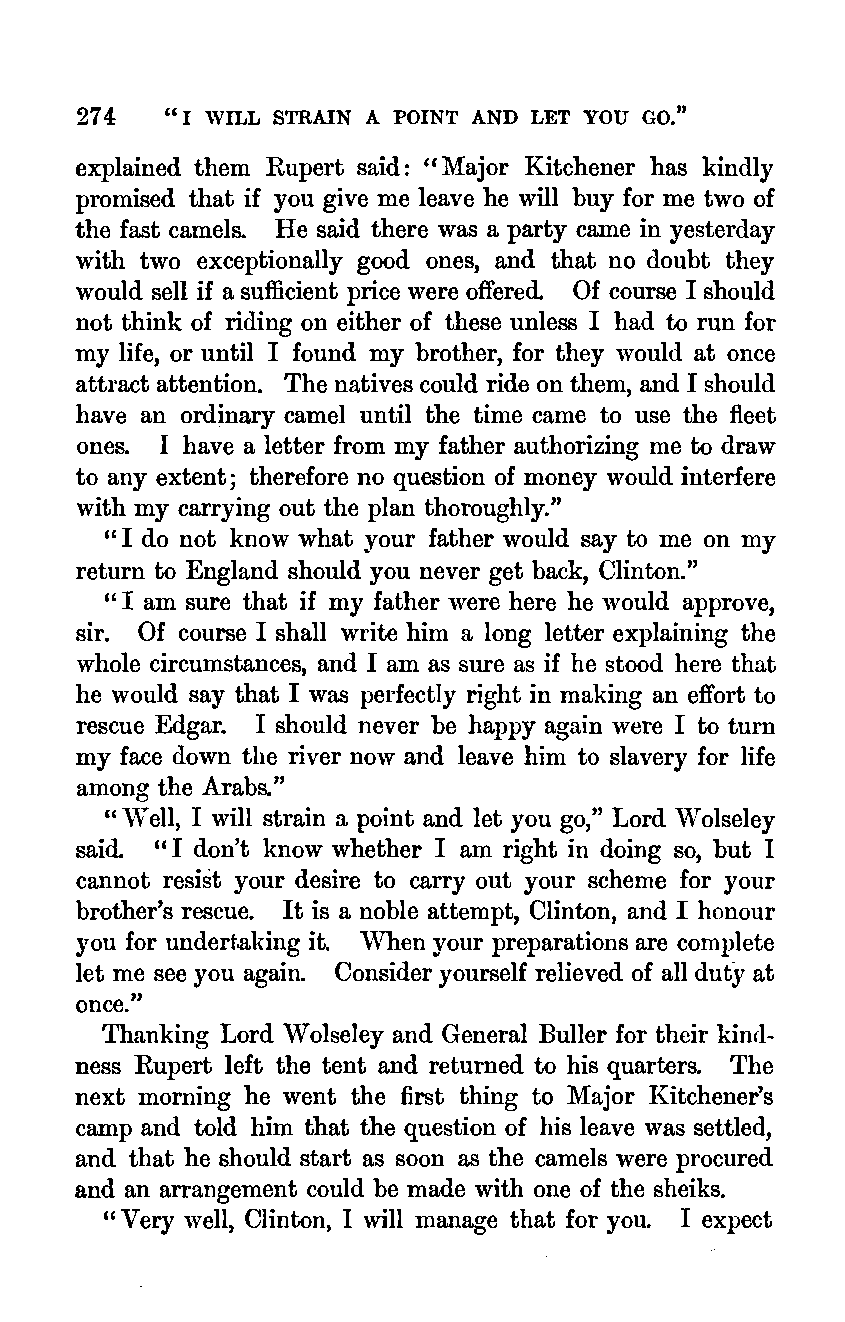 274 "I WILL STRAIN A POINT AND LET YOU GO."
explained them Rupert said: "Major Kitchener has kindly
promised that if you give me leave he will buy for me two of
the fast camels. He said there was a party came in yesterday
with two exceptionally good ones, and that no doubt they
would sell if a sufficient price were offered. Of course I should
not think of riding on either of these unless I had to run for
my life, or until I found my brother, for they would at once
attract attention. The natives could ride on them, and I should
have an ordinary camel until the time came to use the fleet
ones. I have a letter from my father authorizing me to draw
to any extent; therefore no question of money would interfere
with my carrying out the plan thoroughly."
"I do not know what your father would say to me on my
return to England should you never get back, Clinton."
"I am sure that if my father were here he would approve,
sir. Of course I shall write him a long letter explaining the
whole circumstances, and I am as sure as if he stood here that
he would say that I was perfectly right in making an effort to
rescue Edgar. I should never be happy again were I to turn
my face down the river now and leave him to slavery for life
among the Arabs."
"Well, I will strain a point and let you go," Lord Wolseley
said. "I don't know whether I am right in doing so, but I
cannot resist your desire to carry out your scheme for your
brother's rescue. It is a noble attempt, Clinton, and I honour
you for undertaking it. When your preparations are complete
let me see you again. Consider yourself relieved of all duty at
once."
Thanking Lord Wolseley and General Buller for their kind-
ness Rupert left the tent and returned to his quarters. The
next morning he went the first thing to Major Kitchener's
camp and told him that the question of his leave was settled,
and that he should start as soon as the camels were procured
and an arrangement could be made with one of the sheiks.
"Very well, Clinton, I will manage that for you. I expect